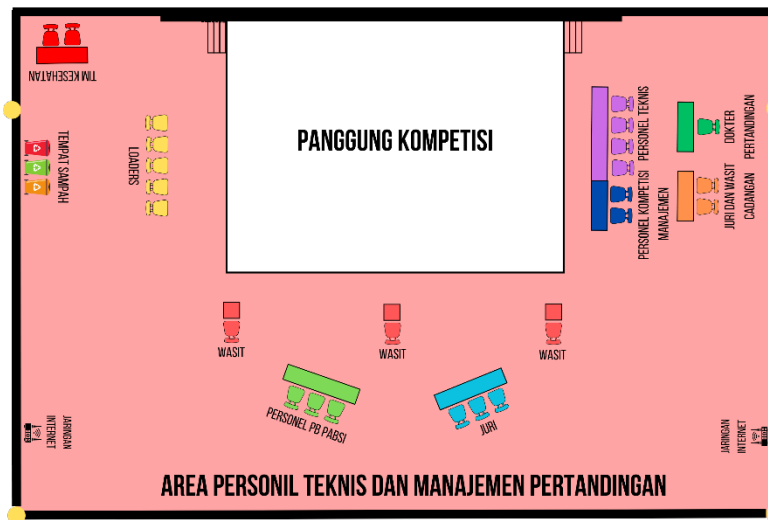 TIM KESEHATAN
TEMPAT SAMPAH
LOADERS
PANGGUNG KOMPETISI
PERSONEL TEKNIS
PERSONEL KOMPETISI
MANAJEMEN
DOKTER
PERTANDINGAN
JURI DAN WASIT
CADANGAN
WASIT
WASIT
WASIT
PERSONEL PB PABSI
JURI
JARINGAN
INTERNET
JARINGAN
INTERNET
AREA PERSONIL TEKNIS DAN MANAJEMEN PERTANDINGAN